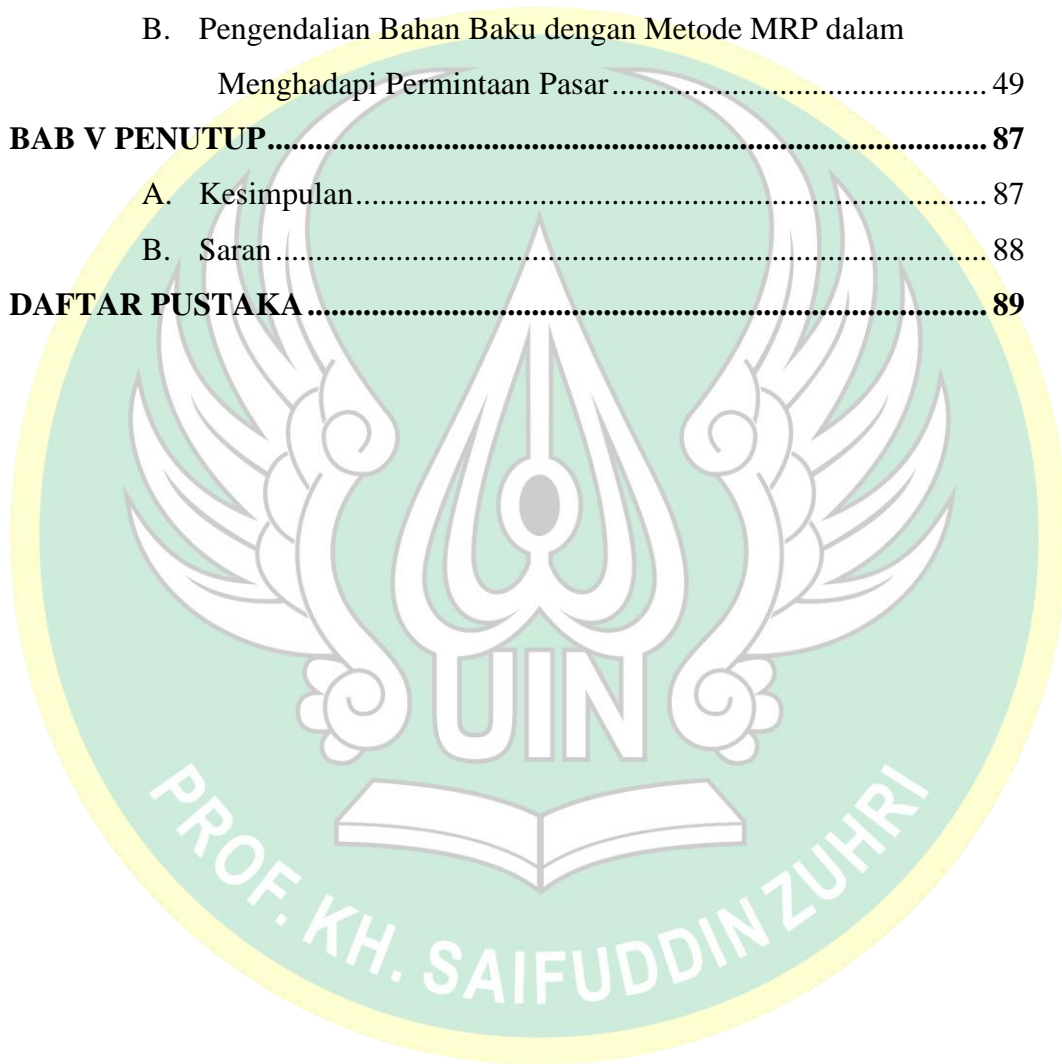 B. Pengendalian Bahan Baku dengan Metode MRP dalam
Menghadapi Permintaan Pasar............................................... 49
BAB V PENUTUP.......................................................................................... 87
A. Kesimpulan............................................................................... 87
B. Saran......................................................................................... 88
DAFTAR PUSTAKA..................................................................................... 89
UIN
PROF. KH. SAIFUDDIN ZUHRI